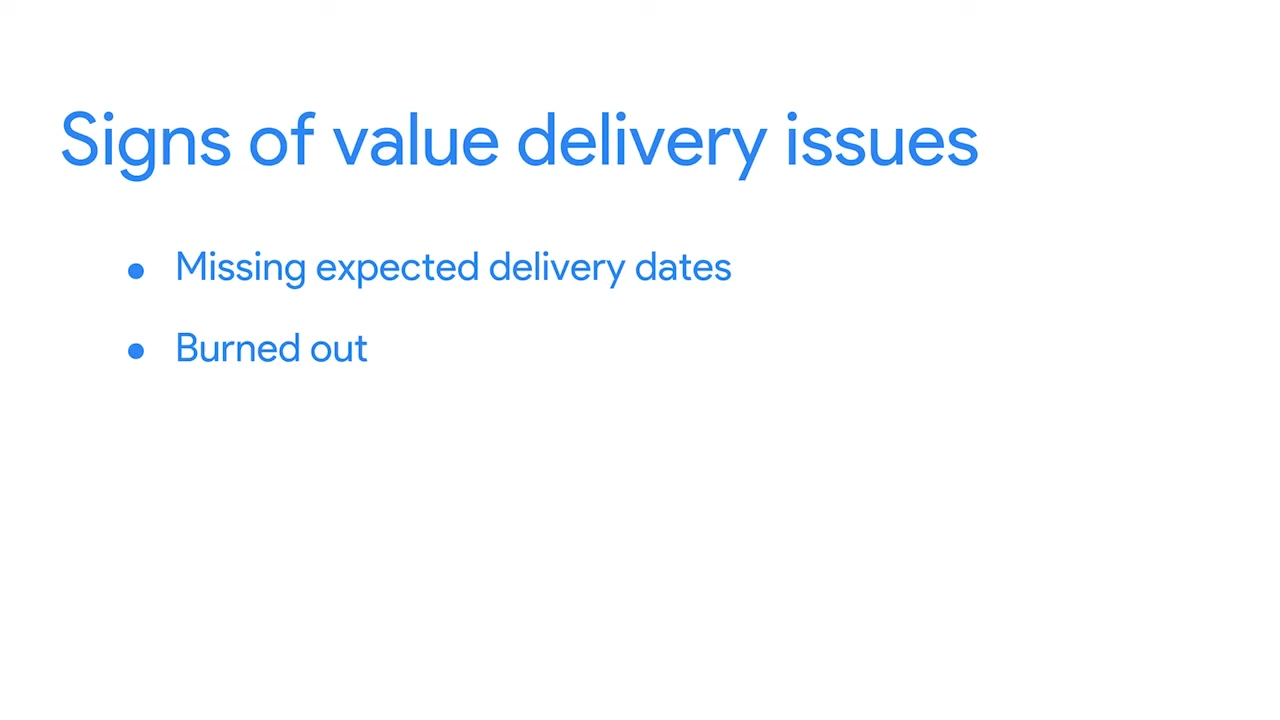 Signs of value delivery issues
● Missing expected delivery dates
● Burned out